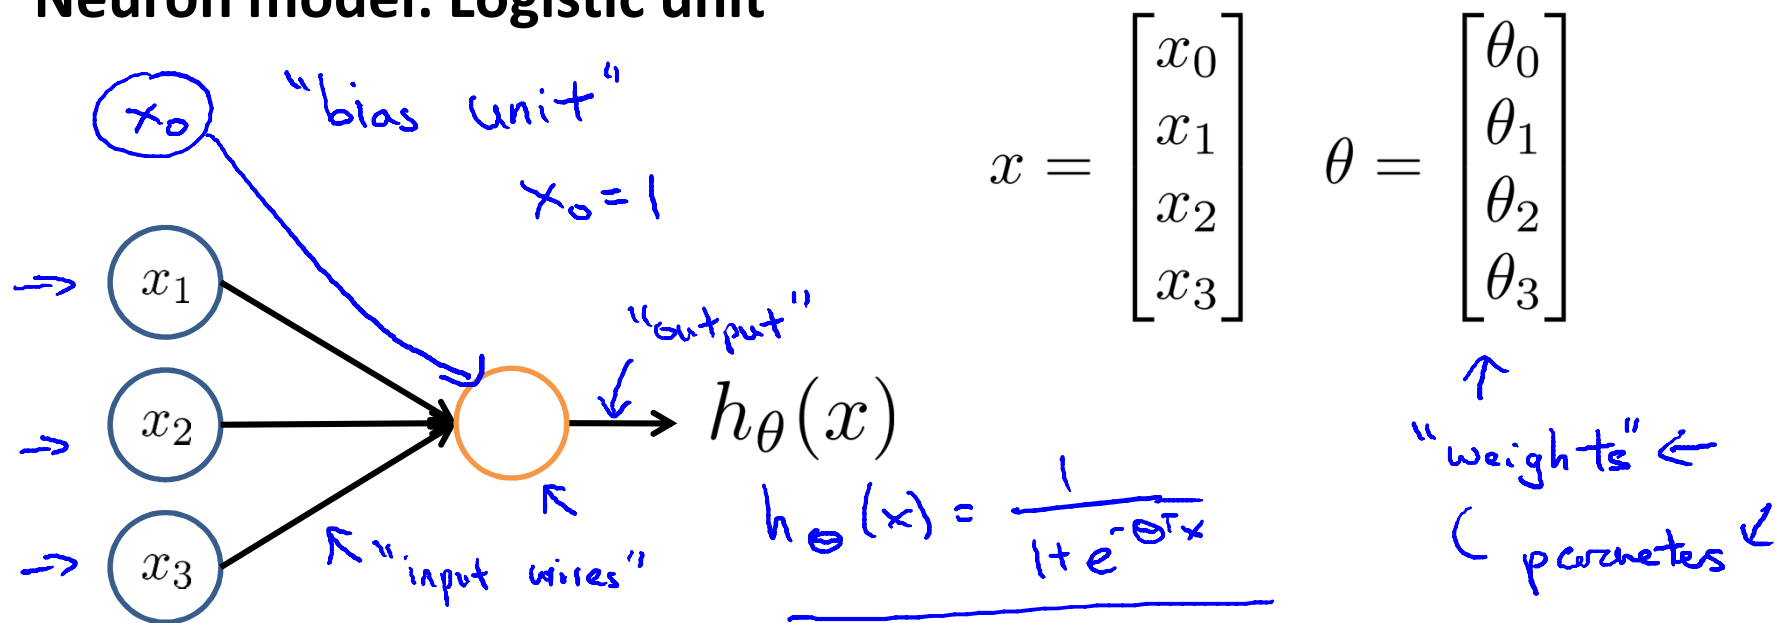 Neuron model: Logistic unit
x₀ "bias unit"
x₀ = 1
x₁
x₂
x₃
"input wires"
"output"
hθ(x)
h_Θ(x) = 1 / (1 + e^(-Θᵀx))
x = [x₀ x₁ x₂ x₃]
θ = [θ₀ θ₁ θ₂ θ₃]
"weights" ←
( parameters